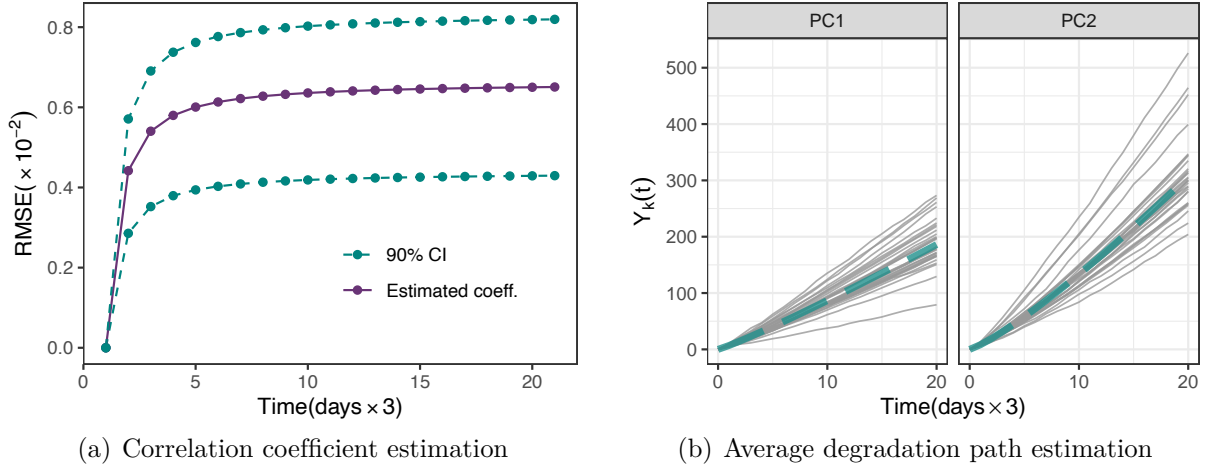 RMSE(×10⁻²)
0.8
0.6
0.4
0.2
0.0
90% CI
Estimated coeff.
0 5 10 15 20
Time(days×3)
(a) Correlation coefficient estimation
PC1 PC2
Y_k(t)
500
400
300
200
100
0
0 10 20 0 10 20
Time(days×3)
(b) Average degradation path estimation